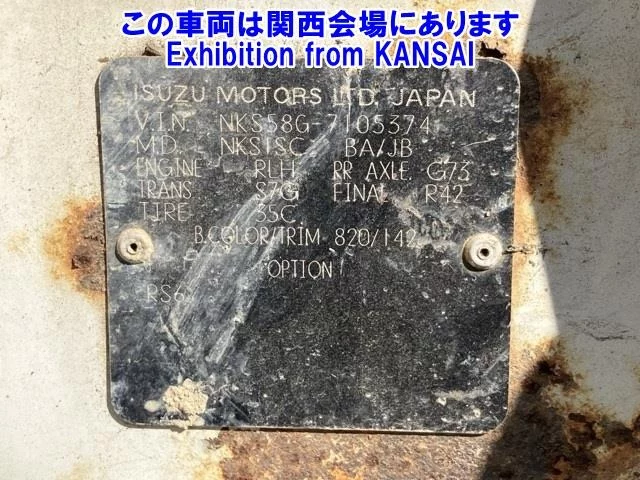 この車両は関西会場にあります
Exhibition from KANSAI
ISUZU MOTORS LTD. JAPAN
V.I.N. NKS58G-7105374
M.D. NKS1SC BA/JB
ENGINE RLH RR AXLE. G73
TRANS S7G FINAL R42
TIRE 35C
B.COLOR/TRIM 820/142
OPTION
RS6